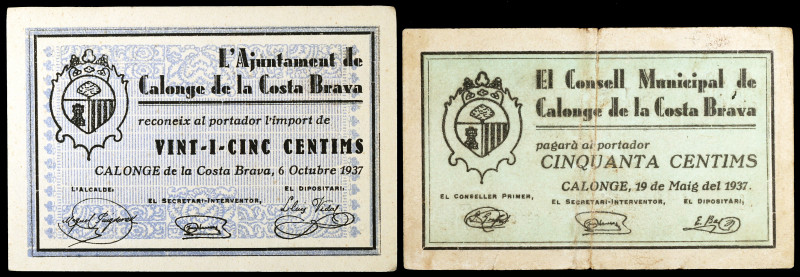 L'Ajuntament de
Calonge de la Costa Brava
reconeix al portador l'import de
VINT-I-CINC CENTIMS
CALONGE de la Costa Brava, 6 Octubre 1937
L'ALCALDE, EL DIPOSITARI,
EL SECRETARI-INTERVENTOR,
Lluis Vidal
El Consell Municipal de
Calonge de la Costa Brava
pagarà al portador
CINQUANTA CENTIMS
CALONGE, 19 de Maig del 1937.
EL CONSELLER PRIMER, EL SECRETARI-INTERVENTOR, EL DIPOSITARI,